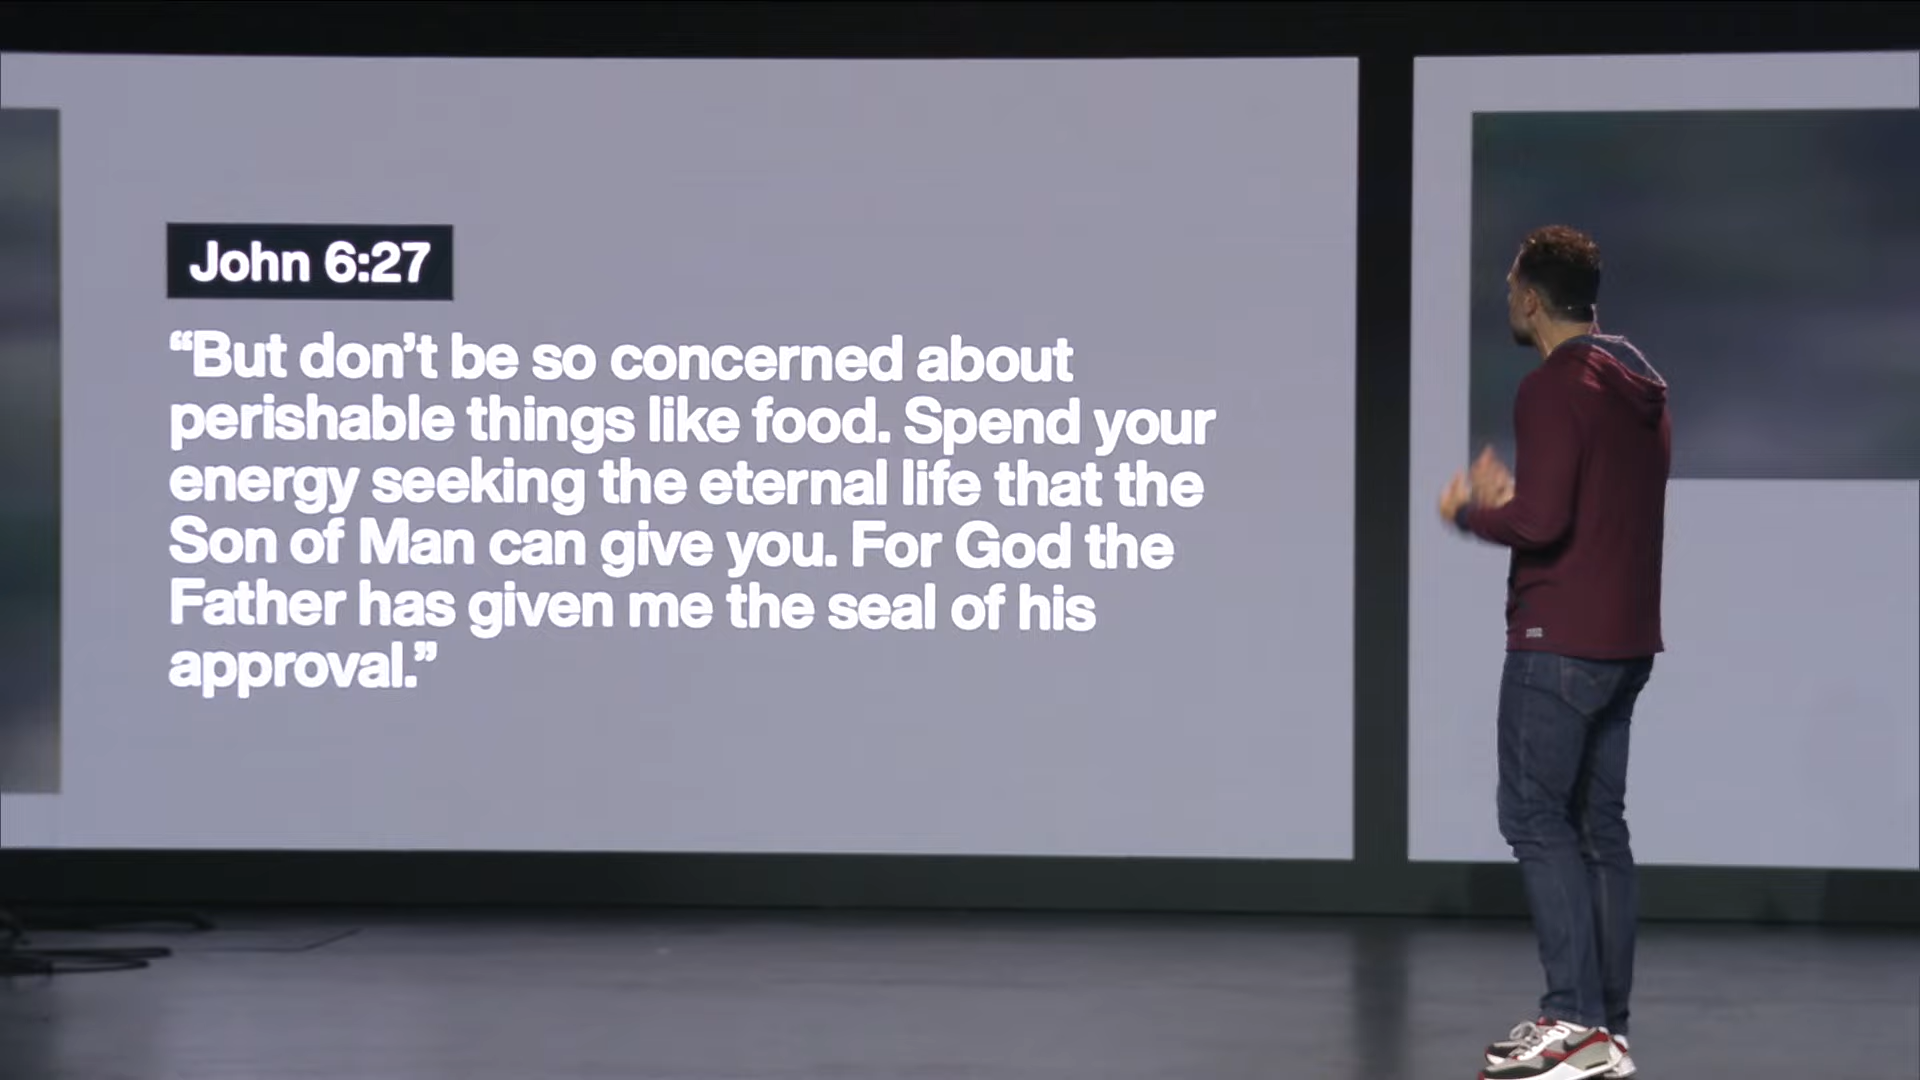 John 6:27
“But don’t be so concerned about
perishable things like food. Spend your
energy seeking the eternal life that the
Son of Man can give you. For God the
Father has given me the seal of his
approval.”